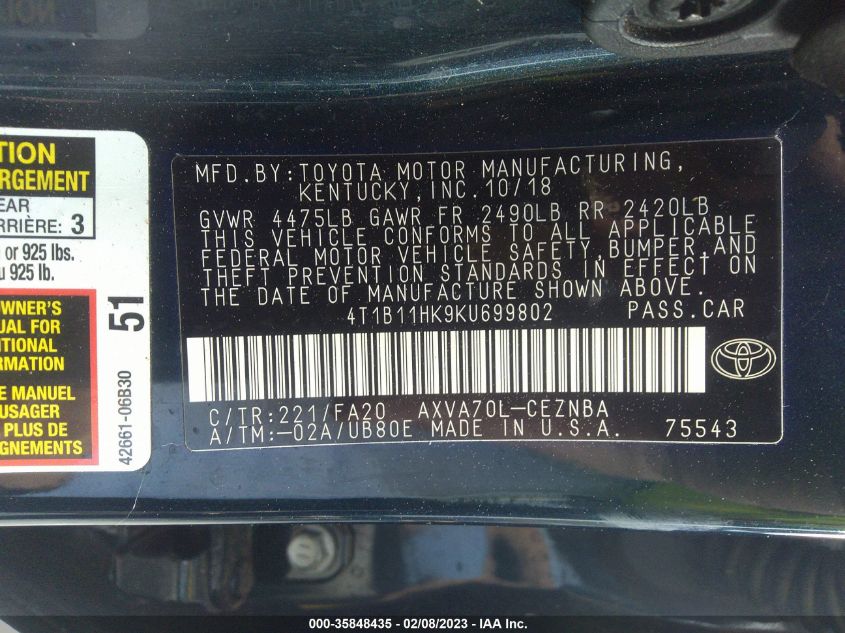 TION
RGEMENT
EAR
RRIÈRE: 3
or 925 lbs.
u 925 lb.
OWNER'S
UAL FOR
ITIONAL
RMATION
E MANUEL
USAGER
PLUS
GNEMENTS
51
42661-06B30
MFD.BY:TOYOTA MOTOR MANUFACTURING,
KENTUCKY,INC.10/18
GVWR 4475LB GAWR FR 2490LB RR 2420LB
THIS VEHICLE CONFORMS TO ALL APPLICABLE
FEDERAL MOTOR VEHICLE SAFETY,BUMPER,AND
THEFT PREVENTION STANDARDS IN EFFECT ON
THE DATE OF MANUFACTURE SHOWN ABOVE.
4T1B11HK9KU699802 PASS.CAR
C/TR:221/FA20 AXVA70L-CEZNBA
A/TM:-02A/UB80E MADE IN U.S.A. 75543
000-35848435 - 02/08/2023 - IAA Inc.